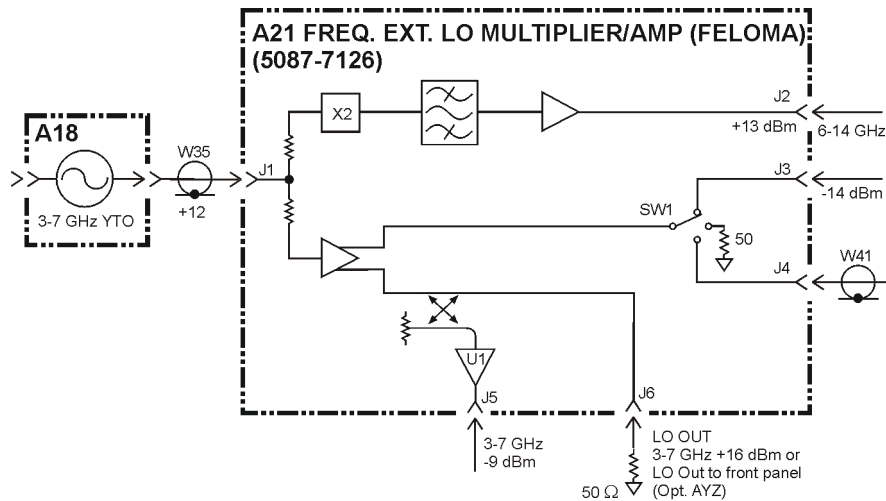 A21 FREQ. EXT. LO MULTIPLIER/AMP (FELOMA)
(5087-7126)
A18
3-7 GHz YTO
W35
+12
J1
X2
J2
+13 dBm
6-14 GHz
J3
-14 dBm
SW1
50
J4
W41
U1
J5
3-7 GHz
-9 dBm
J6
LO OUT
3-7 GHz +16 dBm or
LO Out to front panel
(Opt. AYZ)
50 Ω